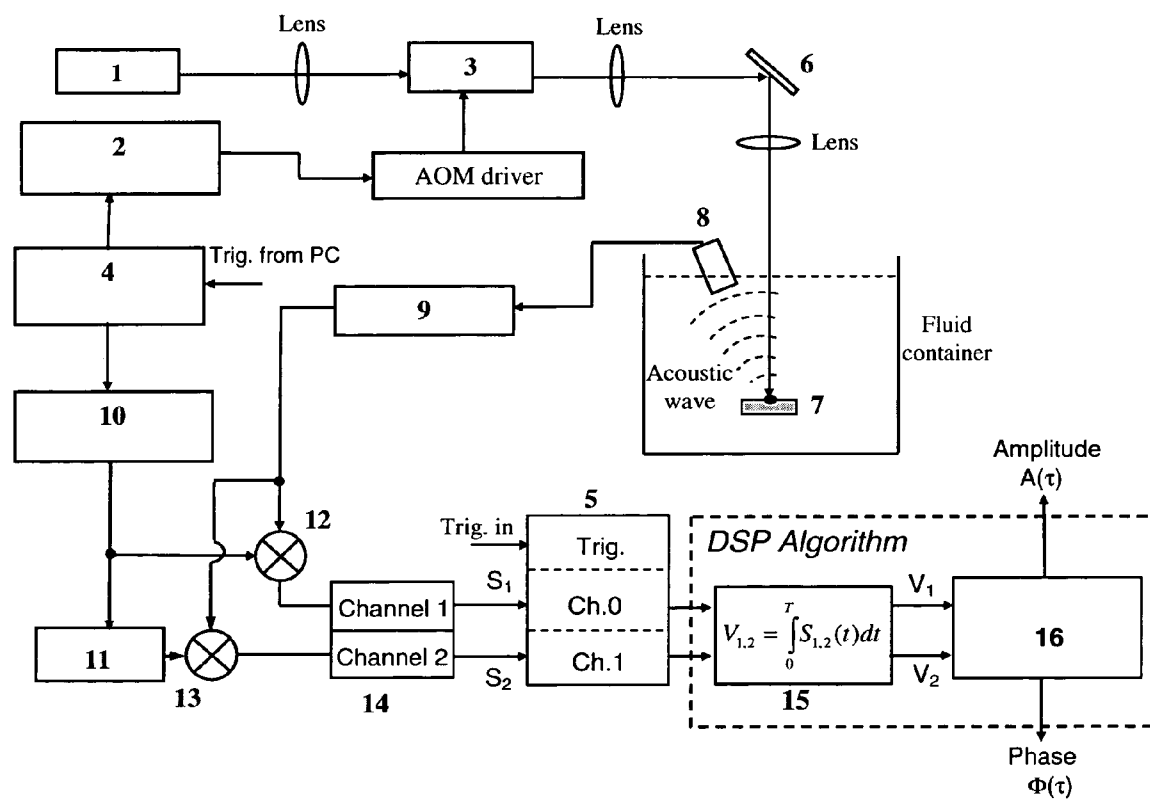 Lens
Lens
1
3
6
2
Lens
AOM driver
8
4
Trig. from PC
9
Fluid
container
Acoustic
wave
7
10
Amplitude
A(τ)
5
12
Trig. in
Trig.
DSP Algorithm
S₁
V₁
Channel 1
Ch.0
V₁,₂ = ∫₀ᵀ S₁,₂(t)dt
16
11
Channel 2
Ch.1
S₂
V₂
13
14
15
Phase
Φ(τ)